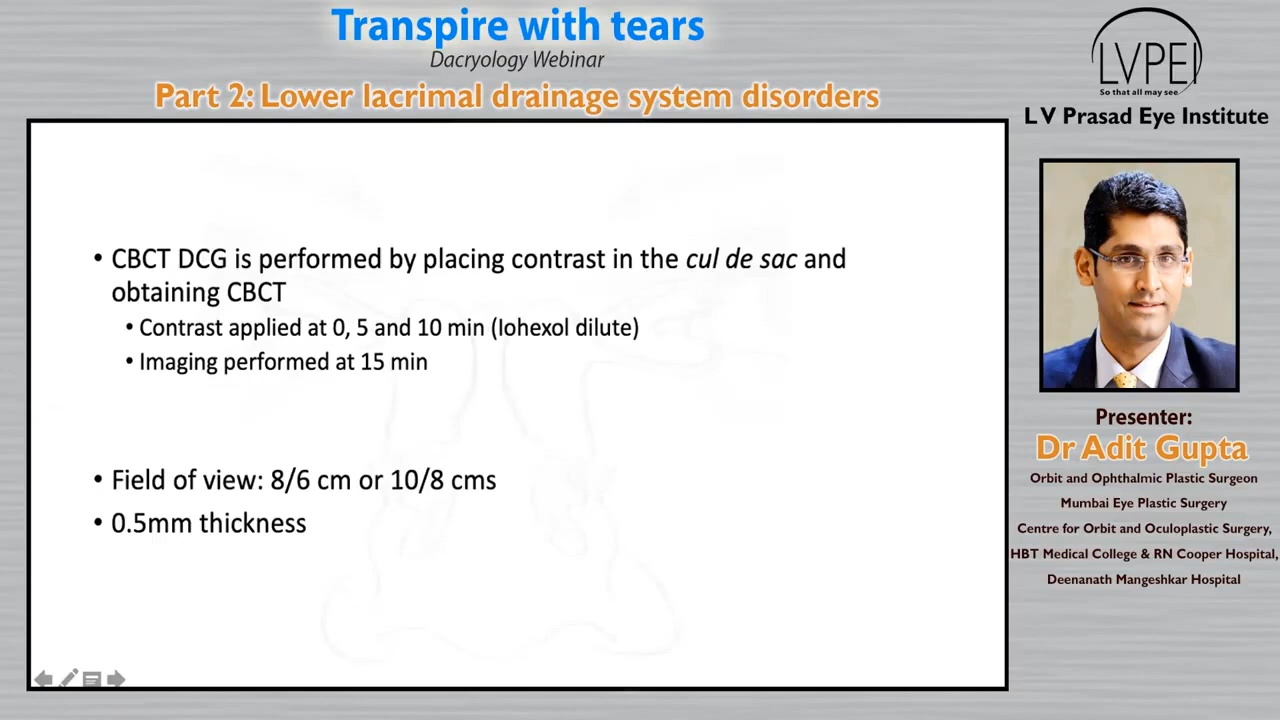 Transpire with tears
Dacryology Webinar
Part 2: Lower lacrimal drainage system disorders
LVPEI
So that all may see
L V Prasad Eye Institute
• CBCT DCG is performed by placing contrast in the cul de sac and
obtaining CBCT
• Contrast applied at 0, 5 and 10 min (Iohexol dilute)
• Imaging performed at 15 min
• Field of view: 8/6 cm or 10/8 cms
• 0.5mm thickness
Presenter:
Dr Adit Gupta
Orbit and Ophthalmic Plastic Surgeon
Mumbai Eye Plastic Surgery
Centre for Orbit and Oculoplastic Surgery,
HBT Medical College & RN Cooper Hospital,
Deenanath Mangeshkar Hospital